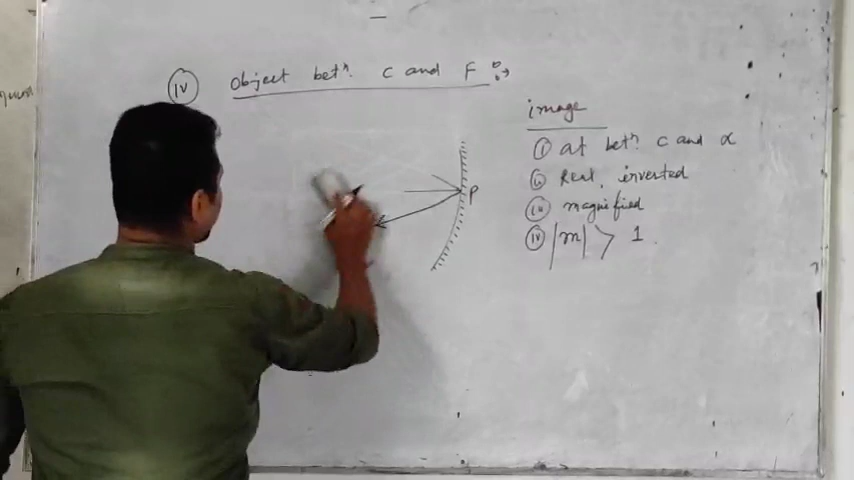 iv object betn. C and F :→
image
i at betn C and α
ii Real, inverted
iii magnified
iv |m| > 1
P